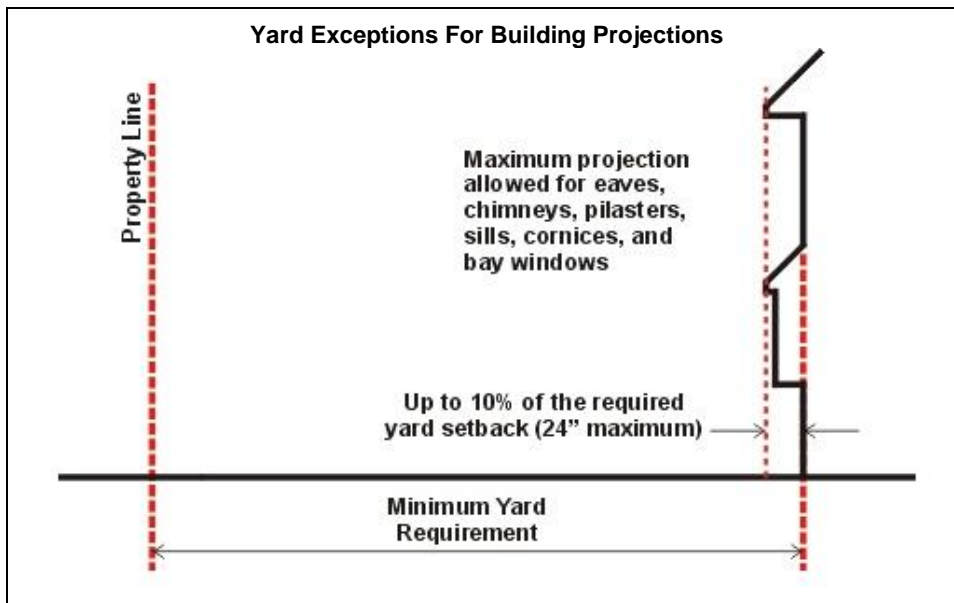 Yard Exceptions For Building Projections
Property Line
Maximum projection
allowed for eaves,
chimneys, pilasters,
sills, cornices, and
bay windows
Up to 10% of the required
yard setback (24” maximum)
Minimum Yard
Requirement